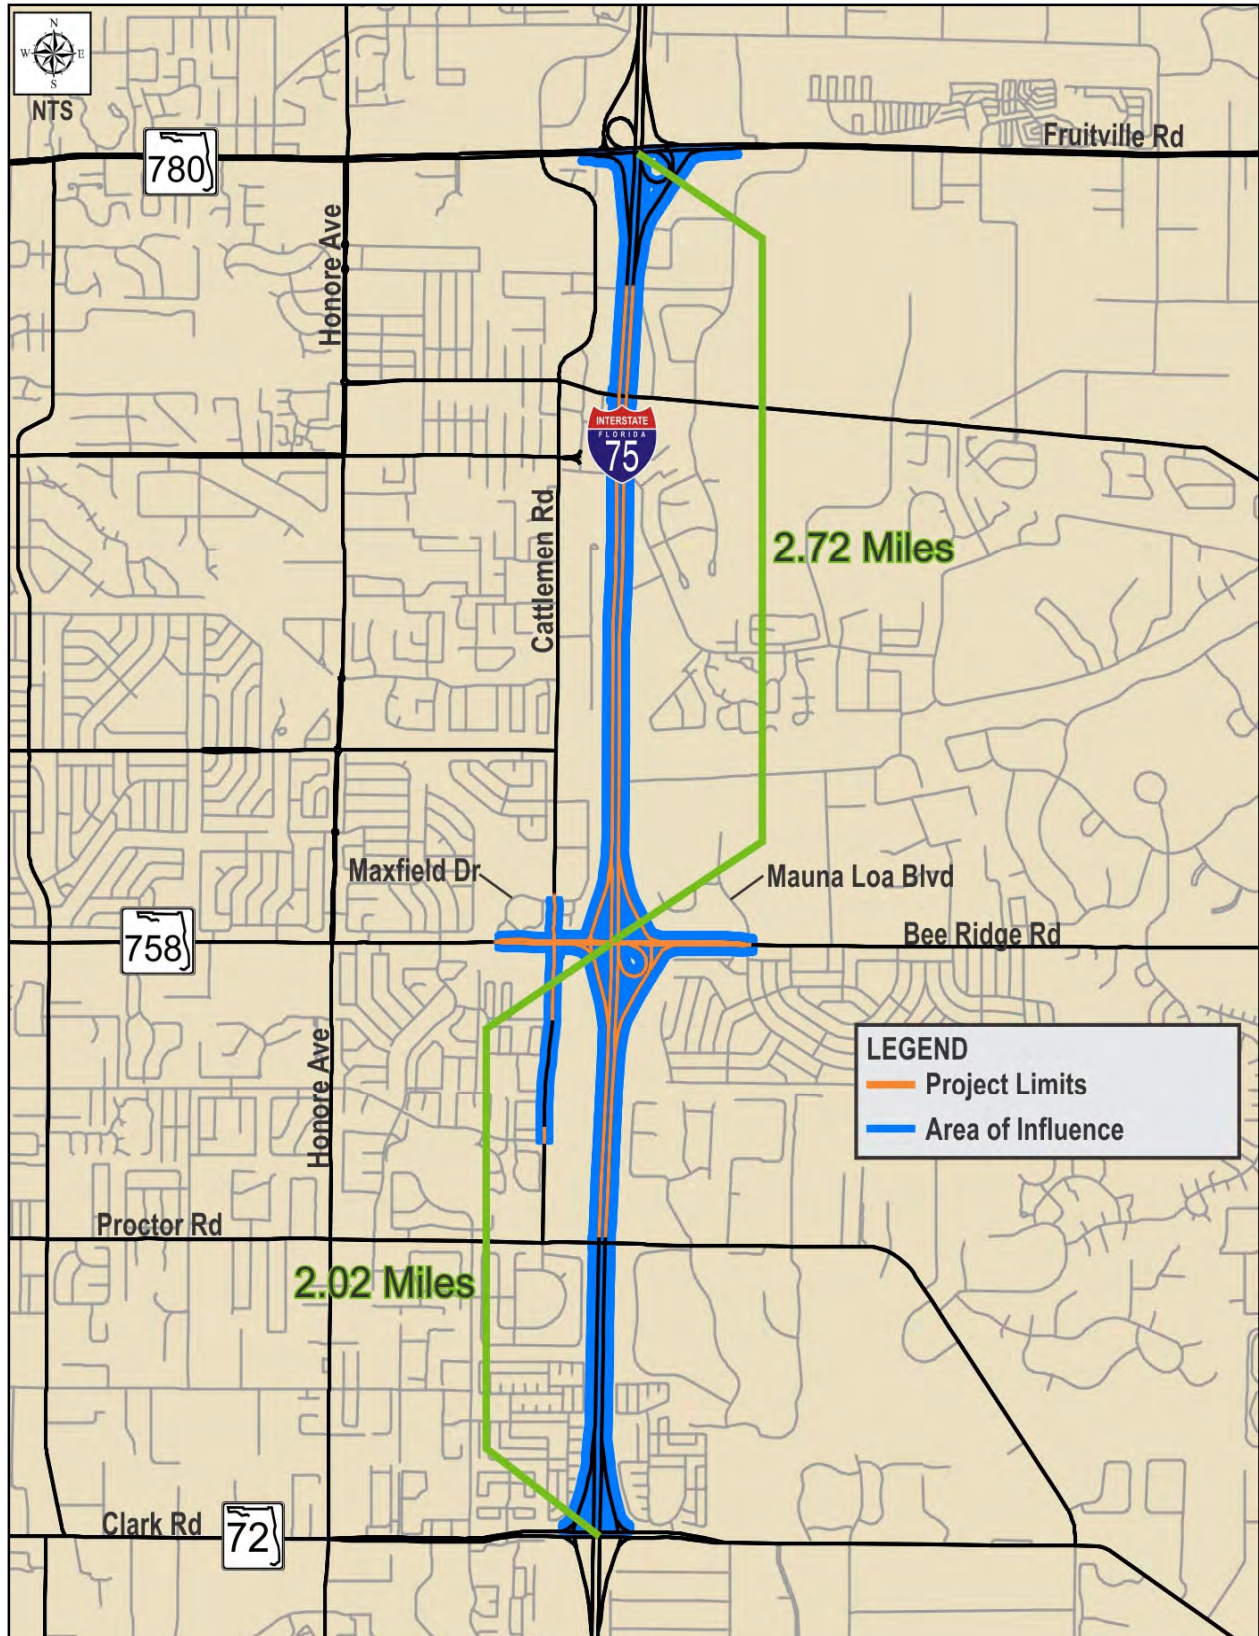 N
W
E
S
NTS
780
Fruitville Rd
Honore Ave
INTERSTATE
FLORIDA
75
Cattlemen Rd
2.72 Miles
Maxfield Dr
Mauna Loa Blvd
758
Bee Ridge Rd
LEGEND
Project Limits
Area of Influence
Honore Ave
Proctor Rd
2.02 Miles
Clark Rd
72